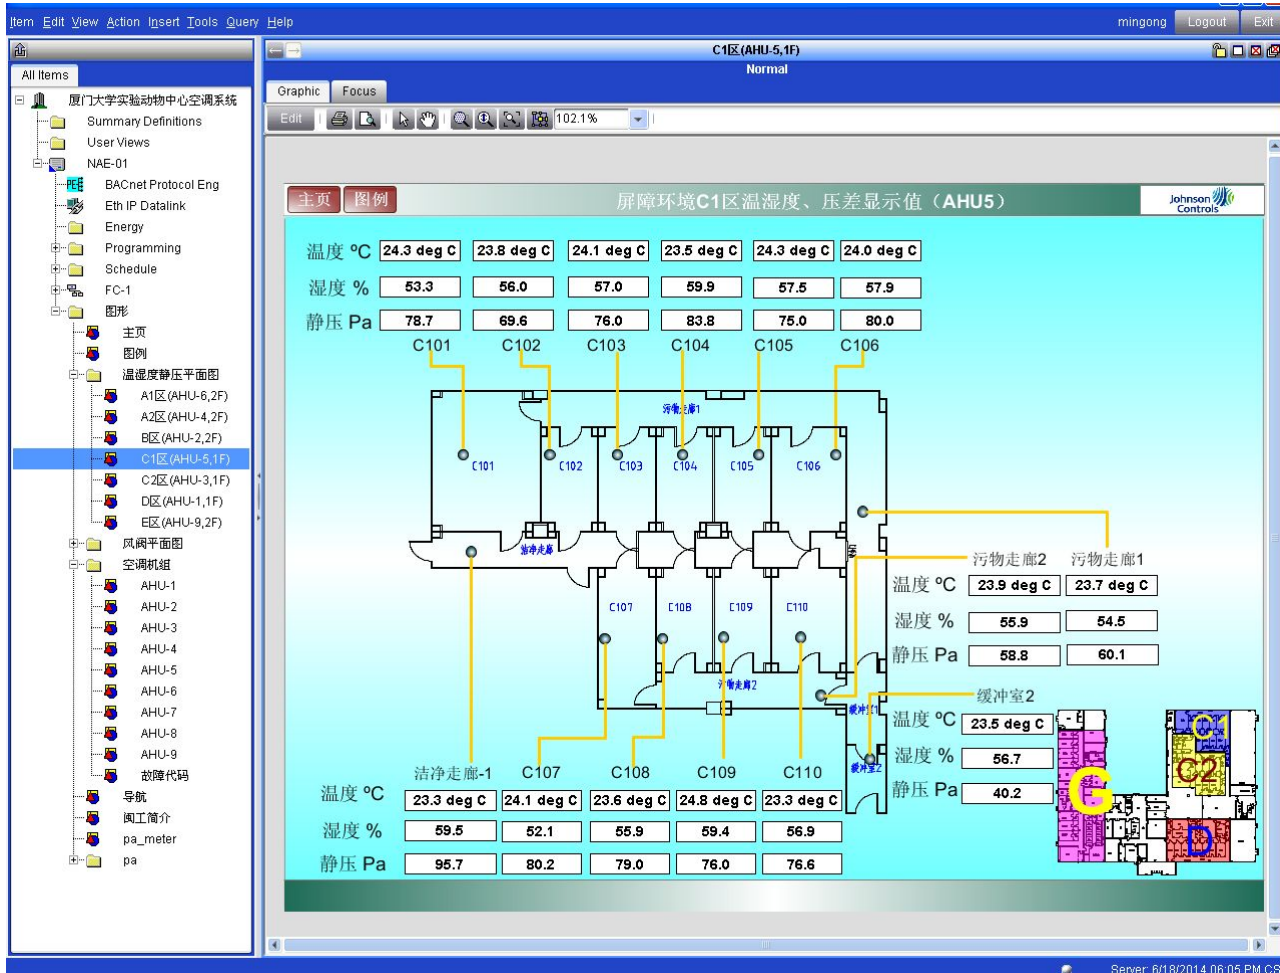 Item Edit View Action Insert Tools Query Help
mingong Logout Exit
C1区(AHU-5,1F)
Normal
All Items
厦门大学实验动物中心空调系统
Summary Definitions
User Views
NAE-01
BACnet Protocol Eng
Eth IP Datalink
Energy
Programming
Schedule
FC-1
图形
主页
图例
温湿度静压平面图
A1区(AHU-6,2F)
A2区(AHU-4,2F)
B区(AHU-2,2F)
C1区(AHU-5,1F)
C2区(AHU-3,1F)
D区(AHU-1,1F)
E区(AHU-9,2F)
风阀平面图
空调机组
AHU-1
AHU-2
AHU-3
AHU-4
AHU-5
AHU-6
AHU-7
AHU-8
AHU-9
故障代码
导航
闽工简介
pa_meter
pa
Graphic Focus
Edit 102.1%
主页 图例 屏障环境C1区温湿度、压差显示值（AHU5）
Johnson Controls
温度 ºC 24.3 deg C 23.8 deg C 24.1 deg C 23.5 deg C 24.3 deg C 24.0 deg C
湿度 % 53.3 56.0 57.0 59.9 57.5 57.9
静压 Pa 78.7 69.6 76.0 83.8 75.0 80.0
C101 C102 C103 C104 C105 C106
污物走廊1
C101 C102 C103 C104 C105 C106
洁净走廊
C107 C108 C109 C110
污物走廊2
缓冲室1
缓冲室2
污物走廊2 污物走廊1
温度 ºC 23.9 deg C 23.7 deg C
湿度 % 55.9 54.5
静压 Pa 58.8 60.1
缓冲室2
温度 ºC 23.5 deg C
湿度 % 56.7
静压 Pa 40.2
洁净走廊-1 C107 C108 C109 C110
温度 ºC 23.3 deg C 24.1 deg C 23.6 deg C 24.8 deg C 23.3 deg C
湿度 % 59.5 52.1 55.9 59.4 56.9
静压 Pa 95.7 80.2 79.0 76.0 76.6
C1
C2
G
D
Server: 6/18/2014 06:05 PM CS